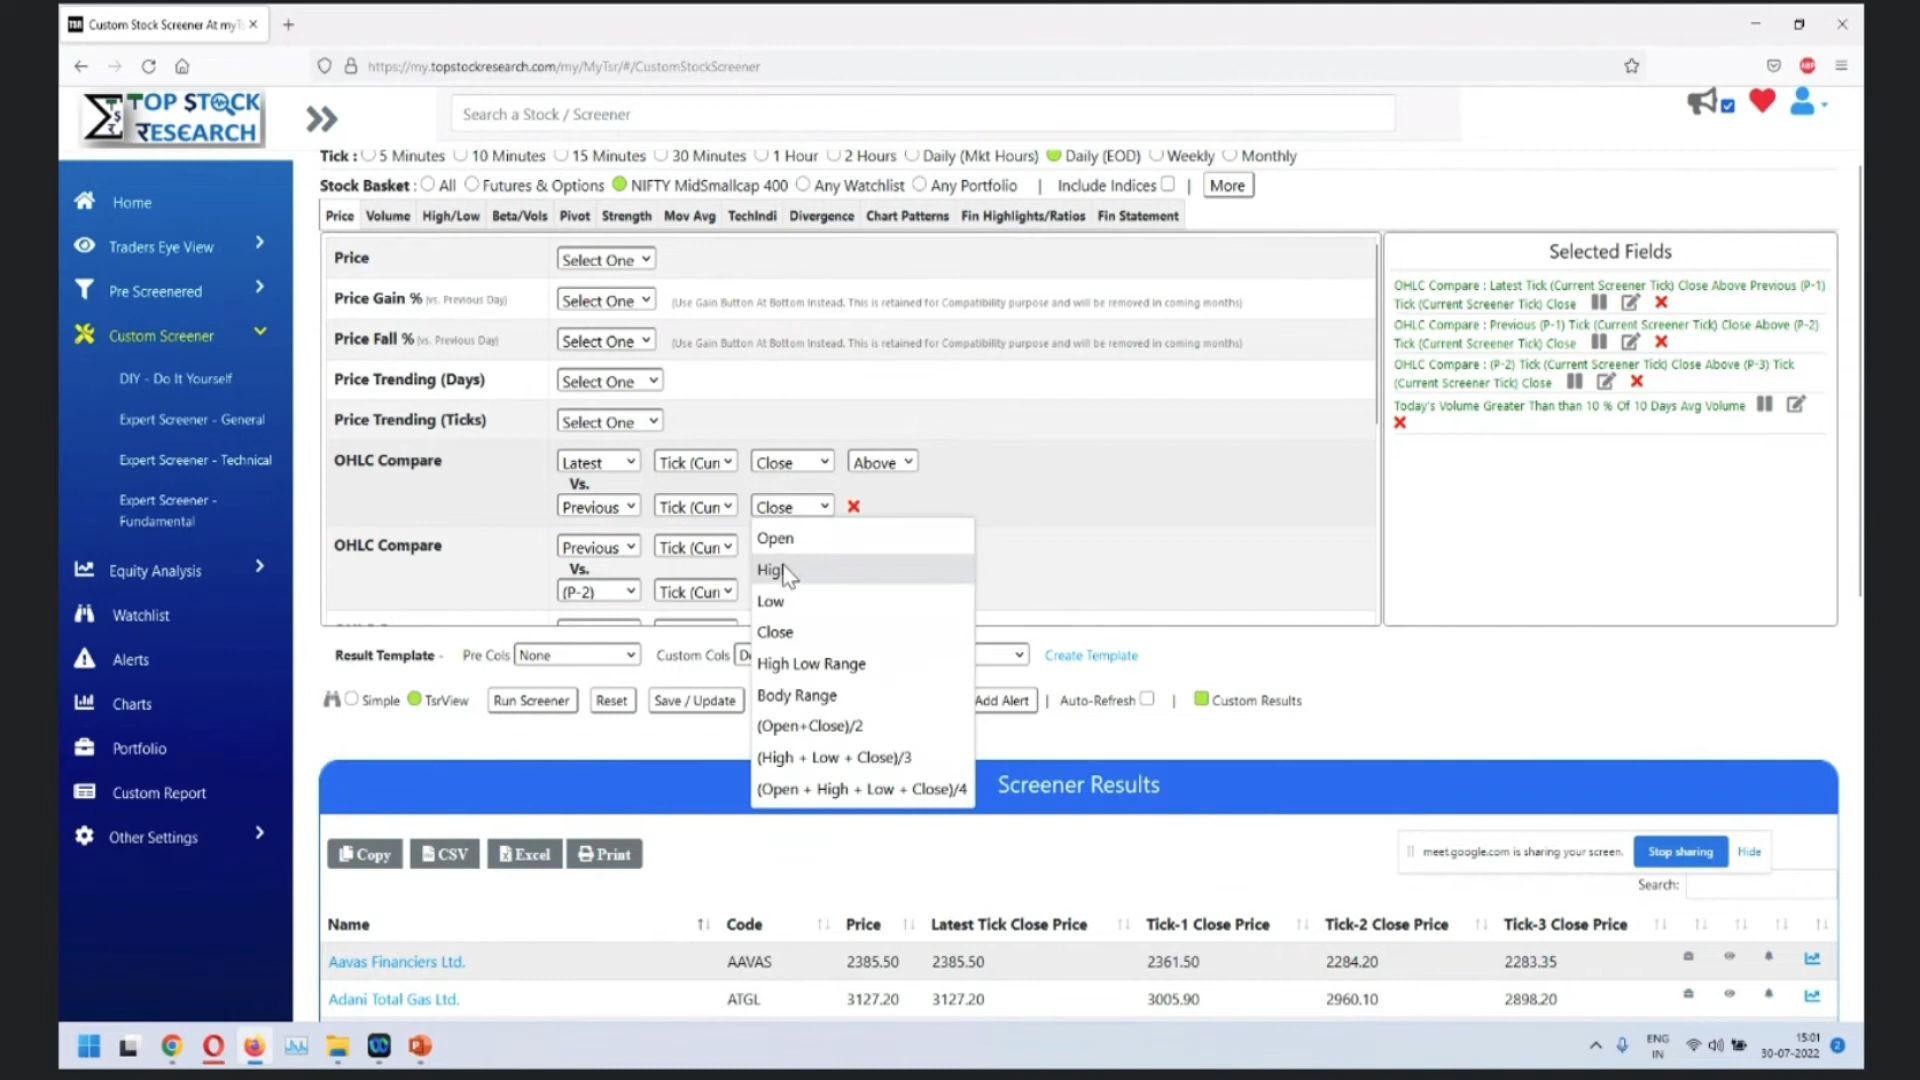 Custom Stock Screener At myT
https://my.topstockresearch.com/my/MyTsr/#/CustomStockScreener
TOP STOCK
RESEARCH
Search a Stock / Screener
Tick : 5 Minutes 10 Minutes 15 Minutes 30 Minutes 1 Hour 2 Hours Daily (Mkt Hours) Daily (EOD) Weekly Monthly
Stock Basket : All Futures & Options NIFTY MidSmallcap 400 Any Watchlist Any Portfolio | Include Indices | More
Price Volume High/Low Beta/Vols Pivot Strength Mov Avg TechIndi Divergence Chart Patterns Fin Highlights/Ratios Fin Statement
Home
Traders Eye View
Pre Screenered
Custom Screener
DIY - Do It Yourself
Expert Screener - General
Expert Screener - Technical
Expert Screener -
Fundamental
Equity Analysis
Watchlist
Alerts
Charts
Portfolio
Custom Report
Other Settings
Price Select One
Price Gain % (vs. Previous Day) Select One (Use Gain Button At Bottom Instead. This is retained for Compatibility purpose and will be removed in coming months)
Price Fall % (vs. Previous Day) Select One (Use Gain Button At Bottom Instead. This is retained for Compatibility purpose and will be removed in coming months)
Price Trending (Days) Select One
Price Trending (Ticks) Select One
OHLC Compare Latest Tick (Curr Close Above
Vs.
Previous Tick (Curr Close
OHLC Compare Previous Tick (Curr
Vs.
(P-2) Tick (Curr
Open
High
Low
Close
High Low Range
Body Range
(Open+Close)/2
(High + Low + Close)/3
(Open + High + Low + Close)/4
Selected Fields
OHLC Compare : Latest Tick (Current Screener Tick) Close Above Previous (P-1)
Tick (Current Screener Tick) Close
OHLC Compare : Previous (P-1) Tick (Current Screener Tick) Close Above (P-2)
Tick (Current Screener Tick) Close
OHLC Compare : (P-2) Tick (Current Screener Tick) Close Above (P-3) Tick
(Current Screener Tick) Close
Today's Volume Greater Than than 10 % Of 10 Days Avg Volume
Result Template - Pre Cols None Custom Cols De Create Template
Simple TsrView Run Screener Reset Save / Update Add Alert | Auto-Refresh | Custom Results
Screener Results
Copy CSV Excel Print
meet.google.com is sharing your screen. Stop sharing Hide
Search:
Name Code Price Latest Tick Close Price Tick-1 Close Price Tick-2 Close Price Tick-3 Close Price
Aavas Financiers Ltd. AAVAS 2385.50 2385.50 2361.50 2284.20 2283.35
Adani Total Gas Ltd. ATGL 3127.20 3127.20 3005.90 2960.10 2898.20
ENG
IN
15:01
30-07-2022
2